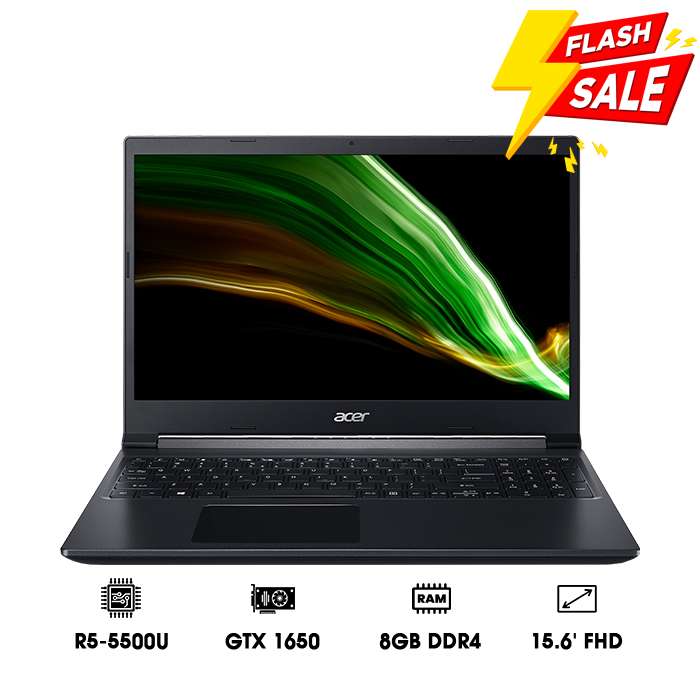 FLASH
SALE
acer
RAM
R5-5500U
GTX 1650
8GB DDR4
15.6' FHD